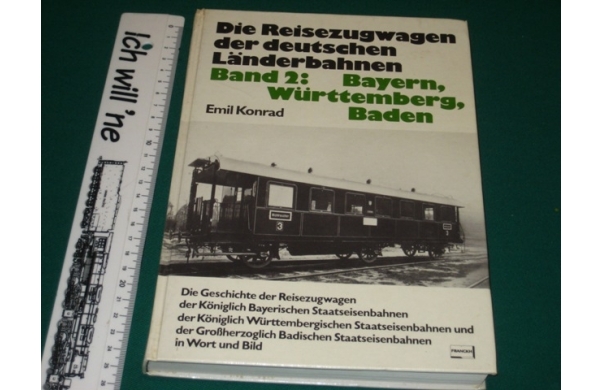 Die Reisezugwagen
der deutschen
Länderbahnen
Band 2: Bayern,
Württemberg,
Baden
Emil Konrad
3
Die Geschichte der Reisezugwagen
der Königlich Bayerischen Staatseisenbahnen
der Königlich Württembergischen Staatseisenbahnen und
der Großherzoglich Badischen Staatseisenbahnen
in Wort und Bild
FRANCKH
Ich will 'ne